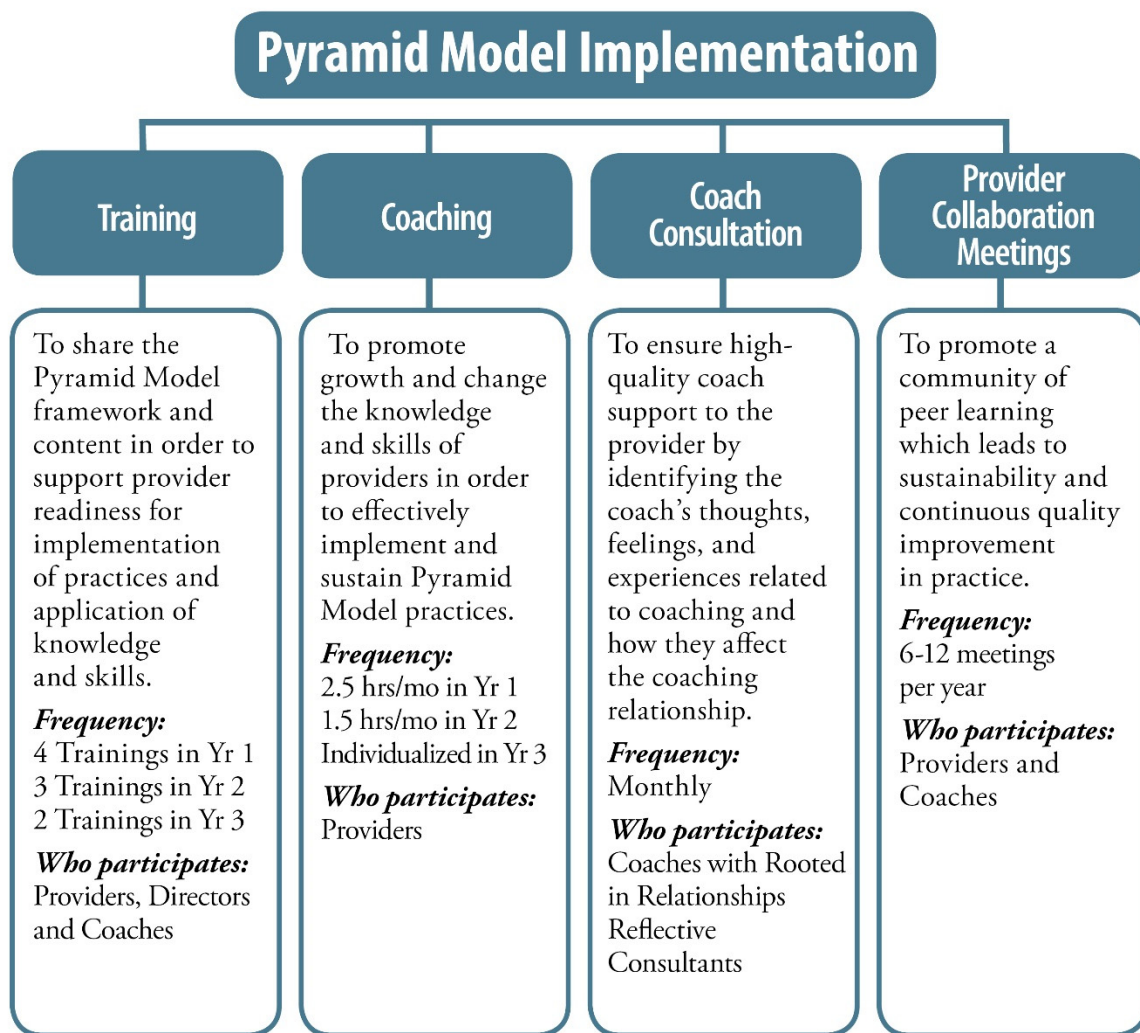 Pyramid Model Implementation
Training
To share the
Pyramid Model
framework and
content in order to
support provider
readiness for
implementation
of practices and
application of
knowledge
and skills.
Frequency:
4 Trainings in Yr 1
3 Trainings in Yr 2
2 Trainings in Yr 3
Who participates:
Providers, Directors
and Coaches
Coaching
To promote
growth and change
the knowledge
and skills of
providers in order
to effectively
implement and
sustain Pyramid
Model practices.
Frequency:
2.5 hrs/mo in Yr 1
1.5 hrs/mo in Yr 2
Individualized in Yr 3
Who participates:
Providers
Coach
Consultation
To ensure high-
quality coach
support to the
provider by
identifying the
coach’s thoughts,
feelings, and
experiences related
to coaching and
how they affect
the coaching
relationship.
Frequency:
Monthly
Who participates:
Coaches with Rooted
in Relationships
Reflective
Consultants
Provider
Collaboration
Meetings
To promote a
community of
peer learning
which leads to
sustainability and
continuous quality
improvement
in practice.
Frequency:
6-12 meetings
per year
Who participates:
Providers and
Coaches